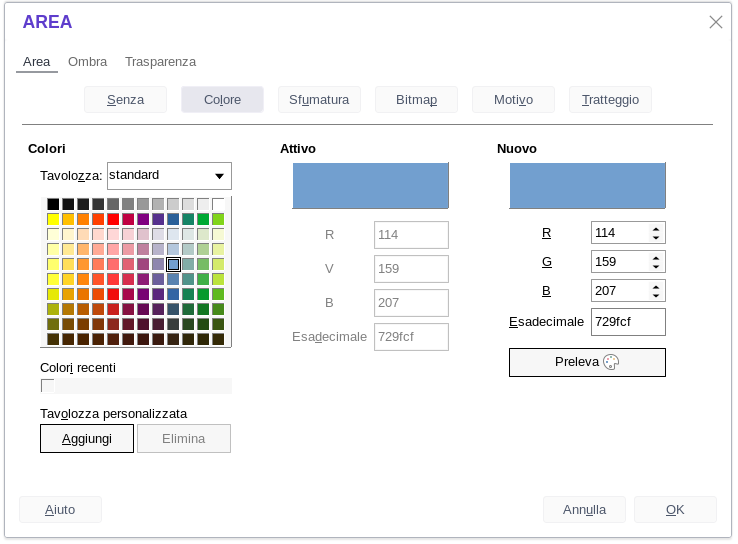 AREA
Area Ombra Trasparenza
Senza Colore Sfumatura Bitmap Motivo Tratteggio
Colori
Tavolozza: standard
Colori recenti
Tavolozza personalizzata
Aggiungi Elimina
Attivo
R 114
V 159
B 207
Esadecimale 729fcf
Nuovo
R 114
G 159
B 207
Esadecimale 729fcf
Preleva
Aiuto Annulla OK